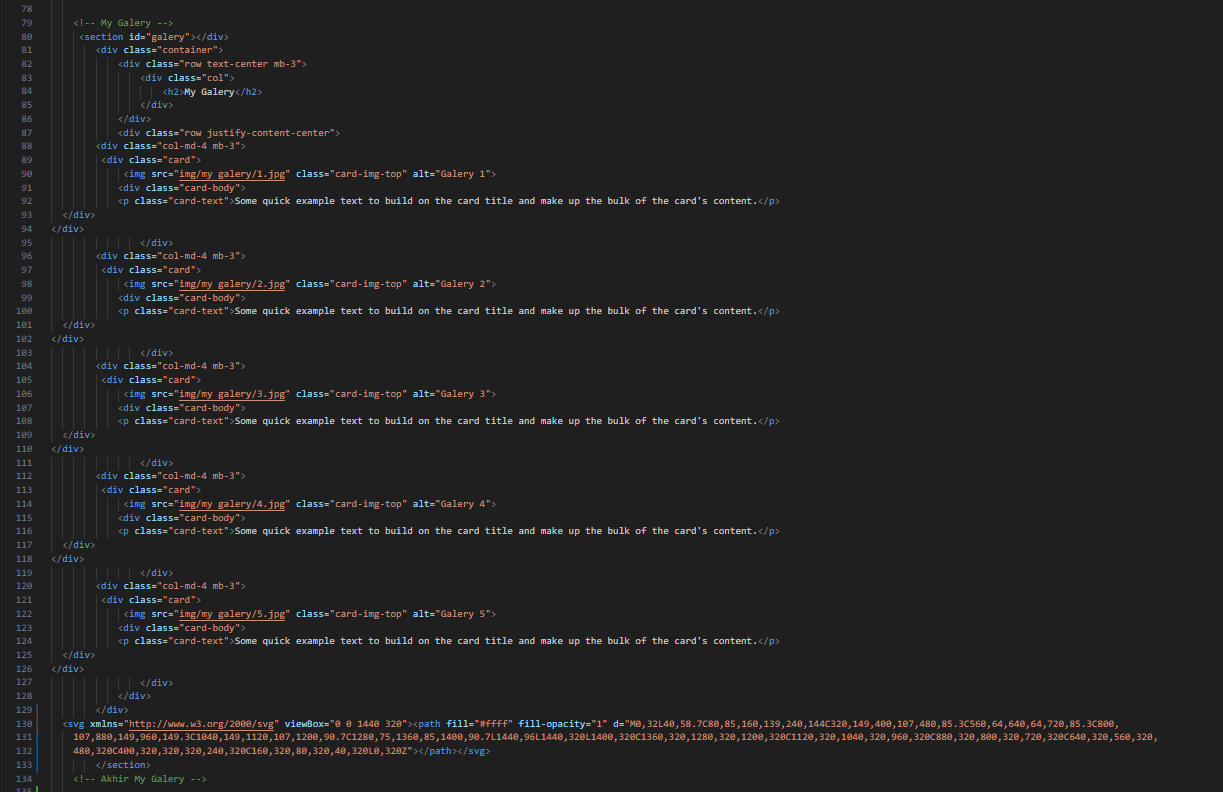 78
79 <!-- My Galery -->
80 <section id="galery"></div>
81 <div class="container">
82 <div class="row text-center mb-3">
83 <div class="col">
84 <h2>My Galery</h2>
85 </div>
86 </div>
87 <div class="row justify-content-center">
88 <div class="col-md-4 mb-3">
89 <div class="card">
90 <img src="img/my galery/1.jpg" class="card-img-top" alt="Galery 1">
91 <div class="card-body">
92 <p class="card-text">Some quick example text to build on the card title and make up the bulk of the card's content.</p>
93 </div>
94 </div>
95 </div>
96 <div class="col-md-4 mb-3">
97 <div class="card">
98 <img src="img/my galery/2.jpg" class="card-img-top" alt="Galery 2">
99 <div class="card-body">
100 <p class="card-text">Some quick example text to build on the card title and make up the bulk of the card's content.</p>
101 </div>
102 </div>
103 </div>
104 <div class="col-md-4 mb-3">
105 <div class="card">
106 <img src="img/my galery/3.jpg" class="card-img-top" alt="Galery 3">
107 <div class="card-body">
108 <p class="card-text">Some quick example text to build on the card title and make up the bulk of the card's content.</p>
109 </div>
110 </div>
111 </div>
112 <div class="col-md-4 mb-3">
113 <div class="card">
114 <img src="img/my galery/4.jpg" class="card-img-top" alt="Galery 4">
115 <div class="card-body">
116 <p class="card-text">Some quick example text to build on the card title and make up the bulk of the card's content.</p>
117 </div>
118 </div>
119 </div>
120 <div class="col-md-4 mb-3">
121 <div class="card">
122 <img src="img/my galery/5.jpg" class="card-img-top" alt="Galery 5">
123 <div class="card-body">
124 <p class="card-text">Some quick example text to build on the card title and make up the bulk of the card's content.</p>
125 </div>
126 </div>
127 </div>
128 </div>
129 </div>
130 <svg xmlns="http://www.w3.org/2000/svg" viewBox="0 0 1440 320"><path fill="#ffff" fill-opacity="1" d="M0,32L40,58.7C80,85,160,139,240,144C320,149,400,107,480,85.3C560,64,640,64,720,85.3C800,
131 107,880,149,960,149.3C1040,149,1120,107,1200,90.7C1280,75,1360,85,1400,90.7L1440,96L1440,320L1400,320C1360,320,1280,320,1200,320C1120,320,1040,320,960,320C880,320,800,320,720,320C640,320,560,320,
132 480,320C400,320,320,320,240,320C160,320,80,320,40,320L0,320Z"></path></svg>
133 </section>
134 <!-- Akhir My Galery -->
135